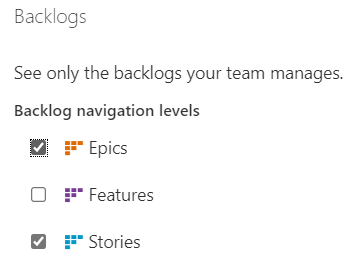 Backlogs
See only the backlogs your team manages.
Backlog navigation levels
Epics
Features
Stories